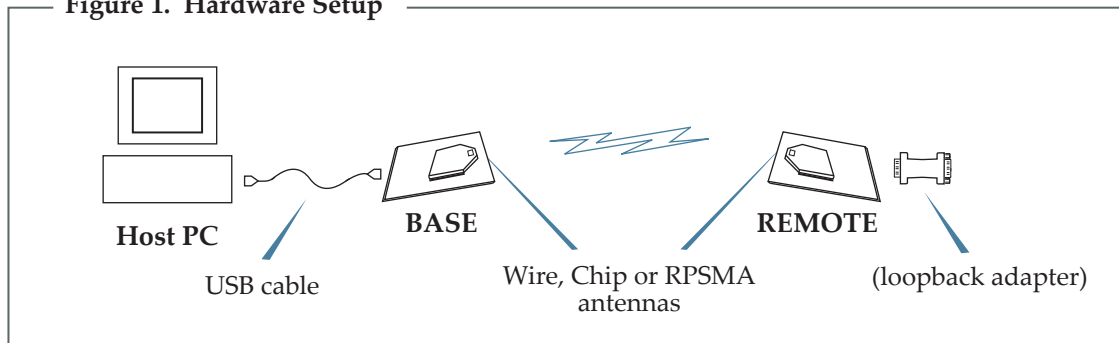 Figure 1. Hardware Setup
Host PC
BASE
REMOTE
USB cable
Wire, Chip or RPSMA
antennas
(loopback adapter)